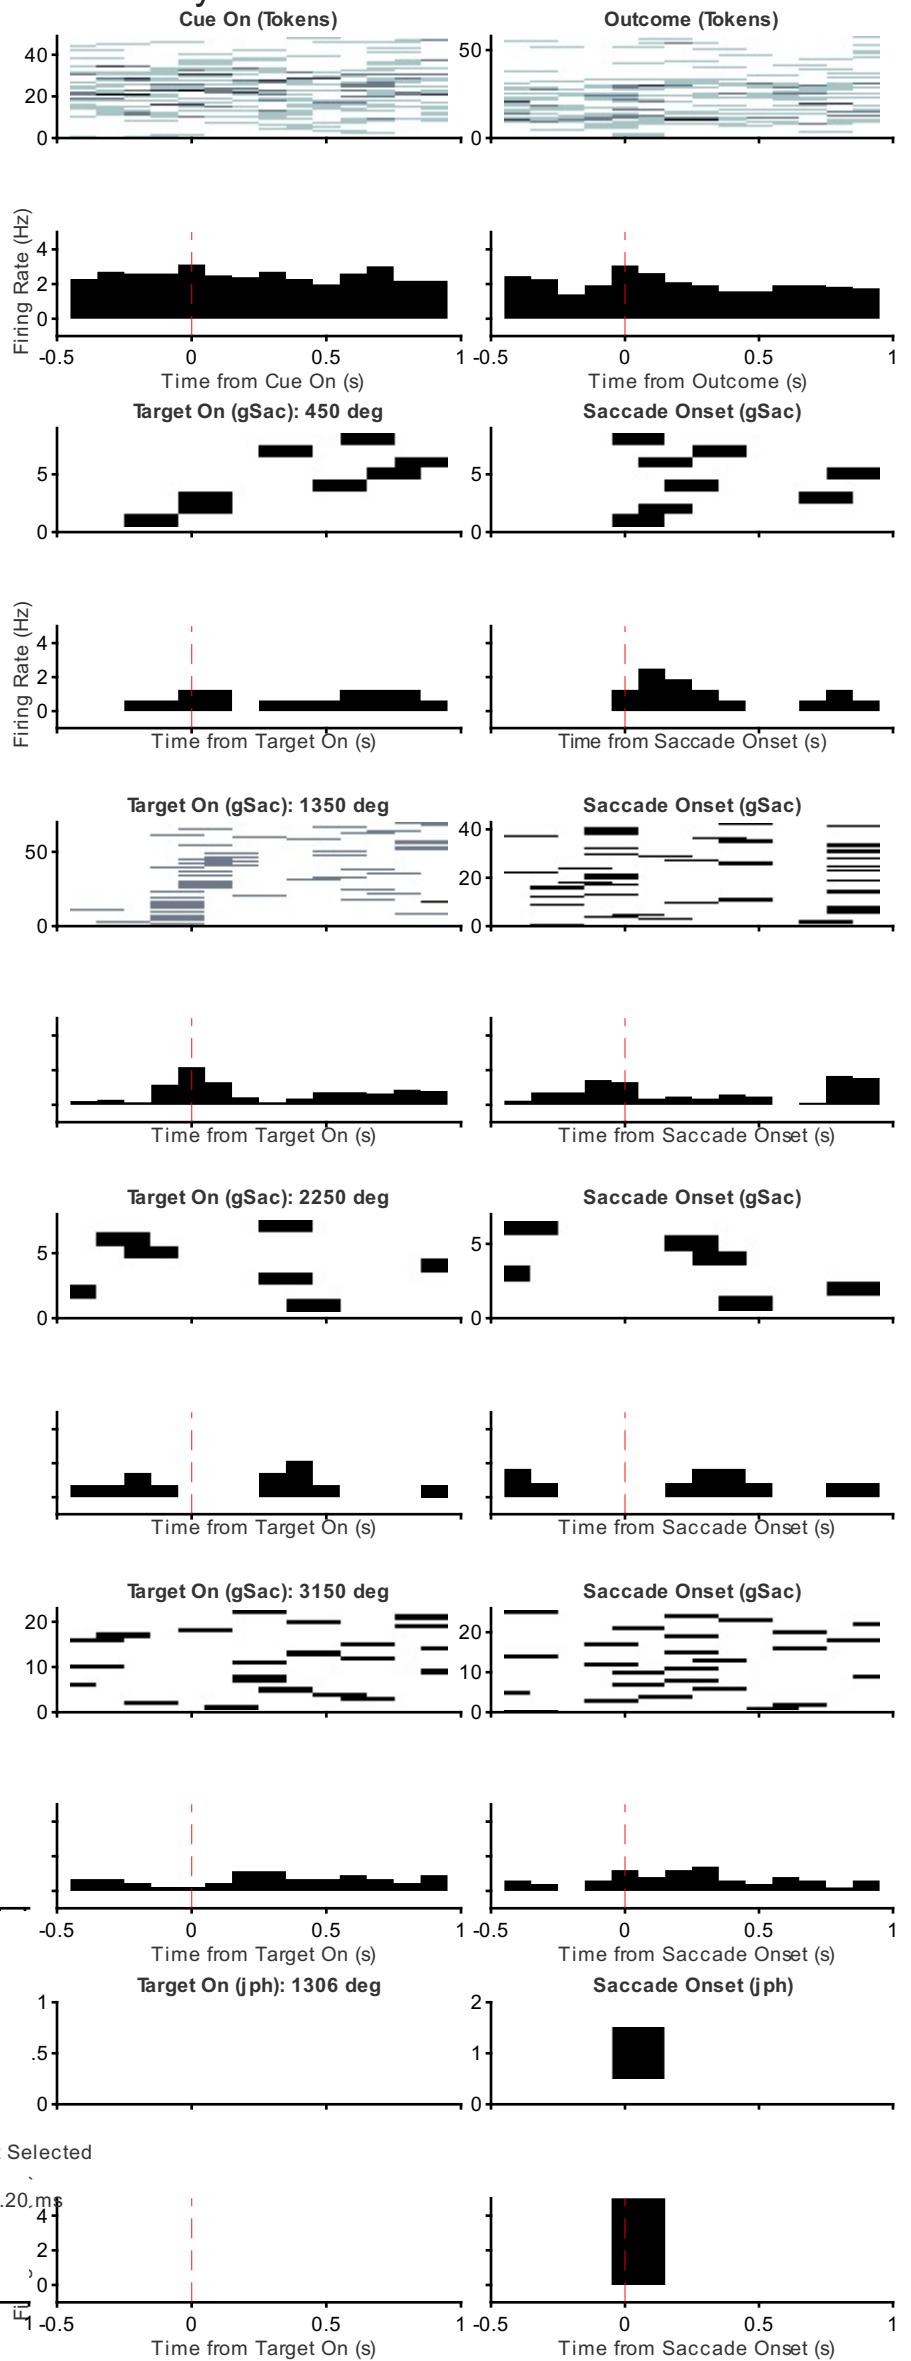 Cue On (Tokens) Outcome (Tokens)
40 50
20
0 0
Firing Rate (Hz)
4
2
0
-0.5 0 0.5 1 -0.5 0 0.5 1
Time from Cue On (s) Time from Outcome (s)
Target On (gSac): 450 deg Saccade Onset (gSac)
5 5
0 0
Firing Rate (Hz)
4
2
0
Time from Target On (s) Time from Saccade Onset (s)
Target On (gSac): 1350 deg Saccade Onset (gSac)
50 40
20
0 0
Time from Target On (s) Time from Saccade Onset (s)
Target On (gSac): 2250 deg Saccade Onset (gSac)
5 5
0 0
Time from Target On (s) Time from Saccade Onset (s)
Target On (gSac): 3150 deg Saccade Onset (gSac)
20 20
10 10
0 0
-0.5 0 0.5 1 -0.5 0 0.5 1
Time from Target On (s) Time from Saccade Onset (s)
Target On (jph): 1306 deg Saccade Onset (jph)
1 2
.5 1
0 0
Selected
.20 ms
4
2
0
1 -0.5 0 0.5 1 -0.5 0 0.5 1
Time from Target On (s) Time from Saccade Onset (s)